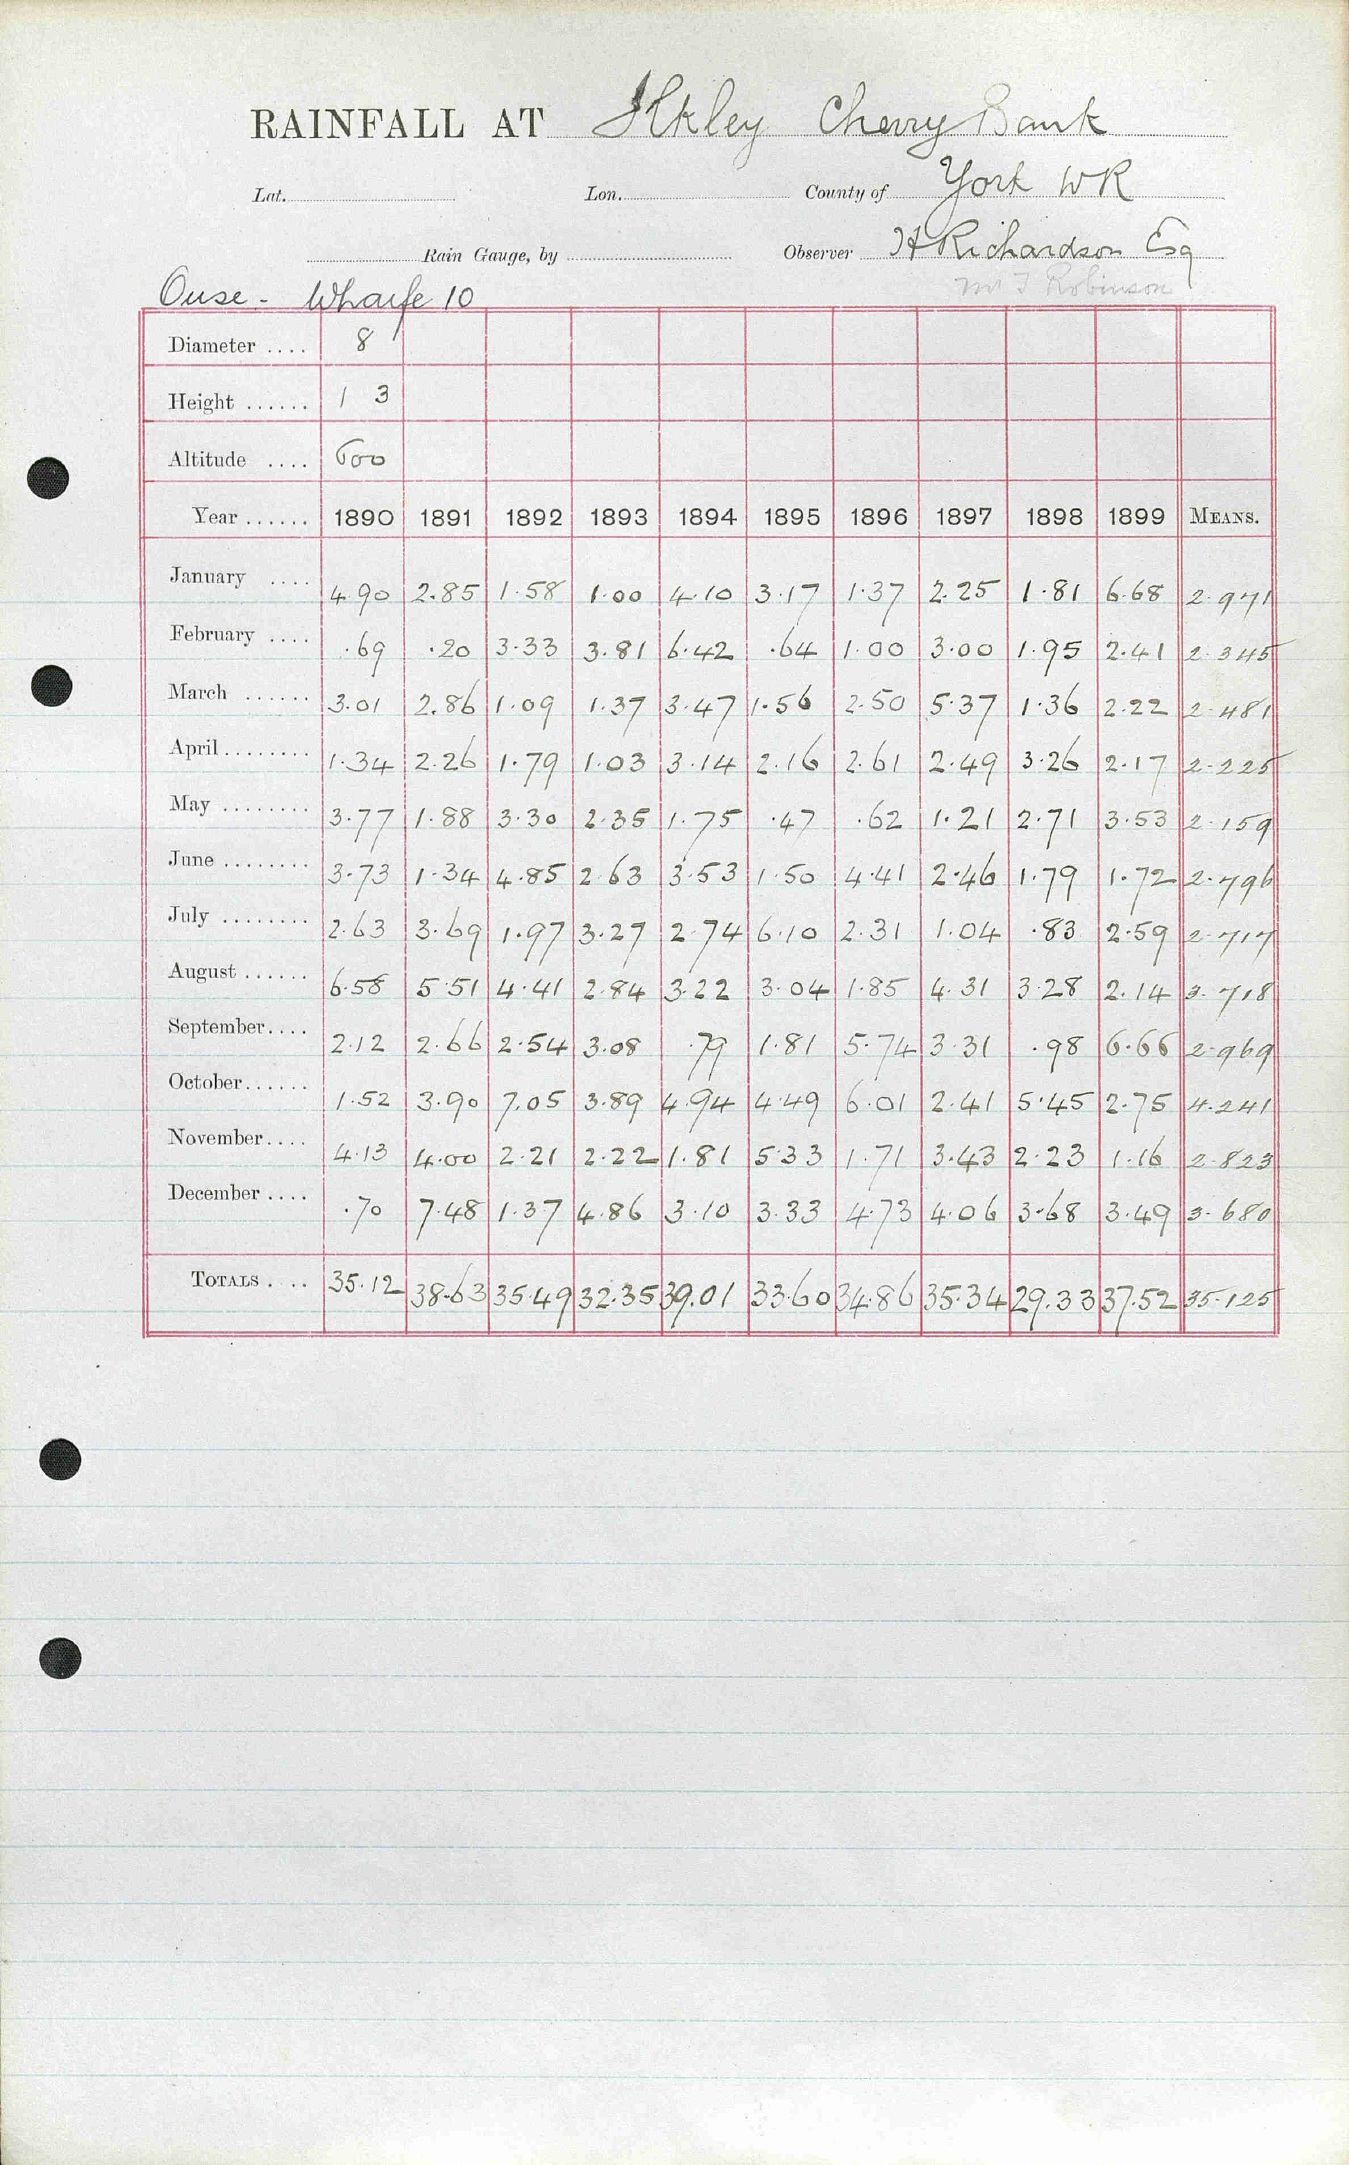 RAINFALL AT Ilkley Cherry Bank
Lat. Lon. County of York WR
Rain Gauge, by Observer H Richardson Esq
Mr T Robinson
Ouse - Wharfe 10
Diameter .... 8
Height ...... 1 3
Altitude .... 600
Year ...... 1890 1891 1892 1893 1894 1895 1896 1897 1898 1899 MEANS.
January .... 4.90 2.85 1.58 1.00 4.10 3.17 1.37 2.25 1.81 6.68 2.971
February .... .69 .20 3.33 3.81 6.42 .64 1.00 3.00 1.95 2.41 2.345
March ...... 3.01 2.86 1.09 1.37 3.47 1.56 2.50 5.37 1.36 2.22 2.481
April ........ 1.34 2.26 1.79 1.03 3.14 2.16 2.61 2.49 3.26 2.17 2.225
May ........ 3.77 1.88 3.30 2.35 1.75 .47 .62 1.21 2.71 3.53 2.159
June ........ 3.73 1.34 4.85 2.63 3.53 1.50 4.41 2.46 1.79 1.72 2.796
July ........ 2.63 3.69 1.97 3.27 2.74 6.10 2.31 1.04 .83 2.59 2.717
August ...... 6.58 5.51 4.41 2.84 3.22 3.04 1.85 4.31 3.28 2.14 3.718
September.... 2.12 2.66 2.54 3.08 .79 1.81 5.74 3.31 .98 6.66 2.969
October...... 1.52 3.90 7.05 3.89 4.94 4.49 6.01 2.41 5.45 2.75 4.241
November.... 4.13 4.00 2.21 2.22 1.81 5.33 1.71 3.43 2.23 1.16 2.823
December .... .70 7.48 1.37 4.86 3.10 3.33 4.73 4.06 3.68 3.49 3.680
TOTALS . .. 35.12 38.63 35.49 32.35 39.01 33.60 34.86 35.34 29.33 37.52 35.125